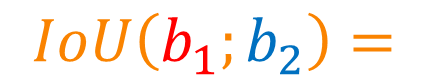 IoU(b₁; b₂) =